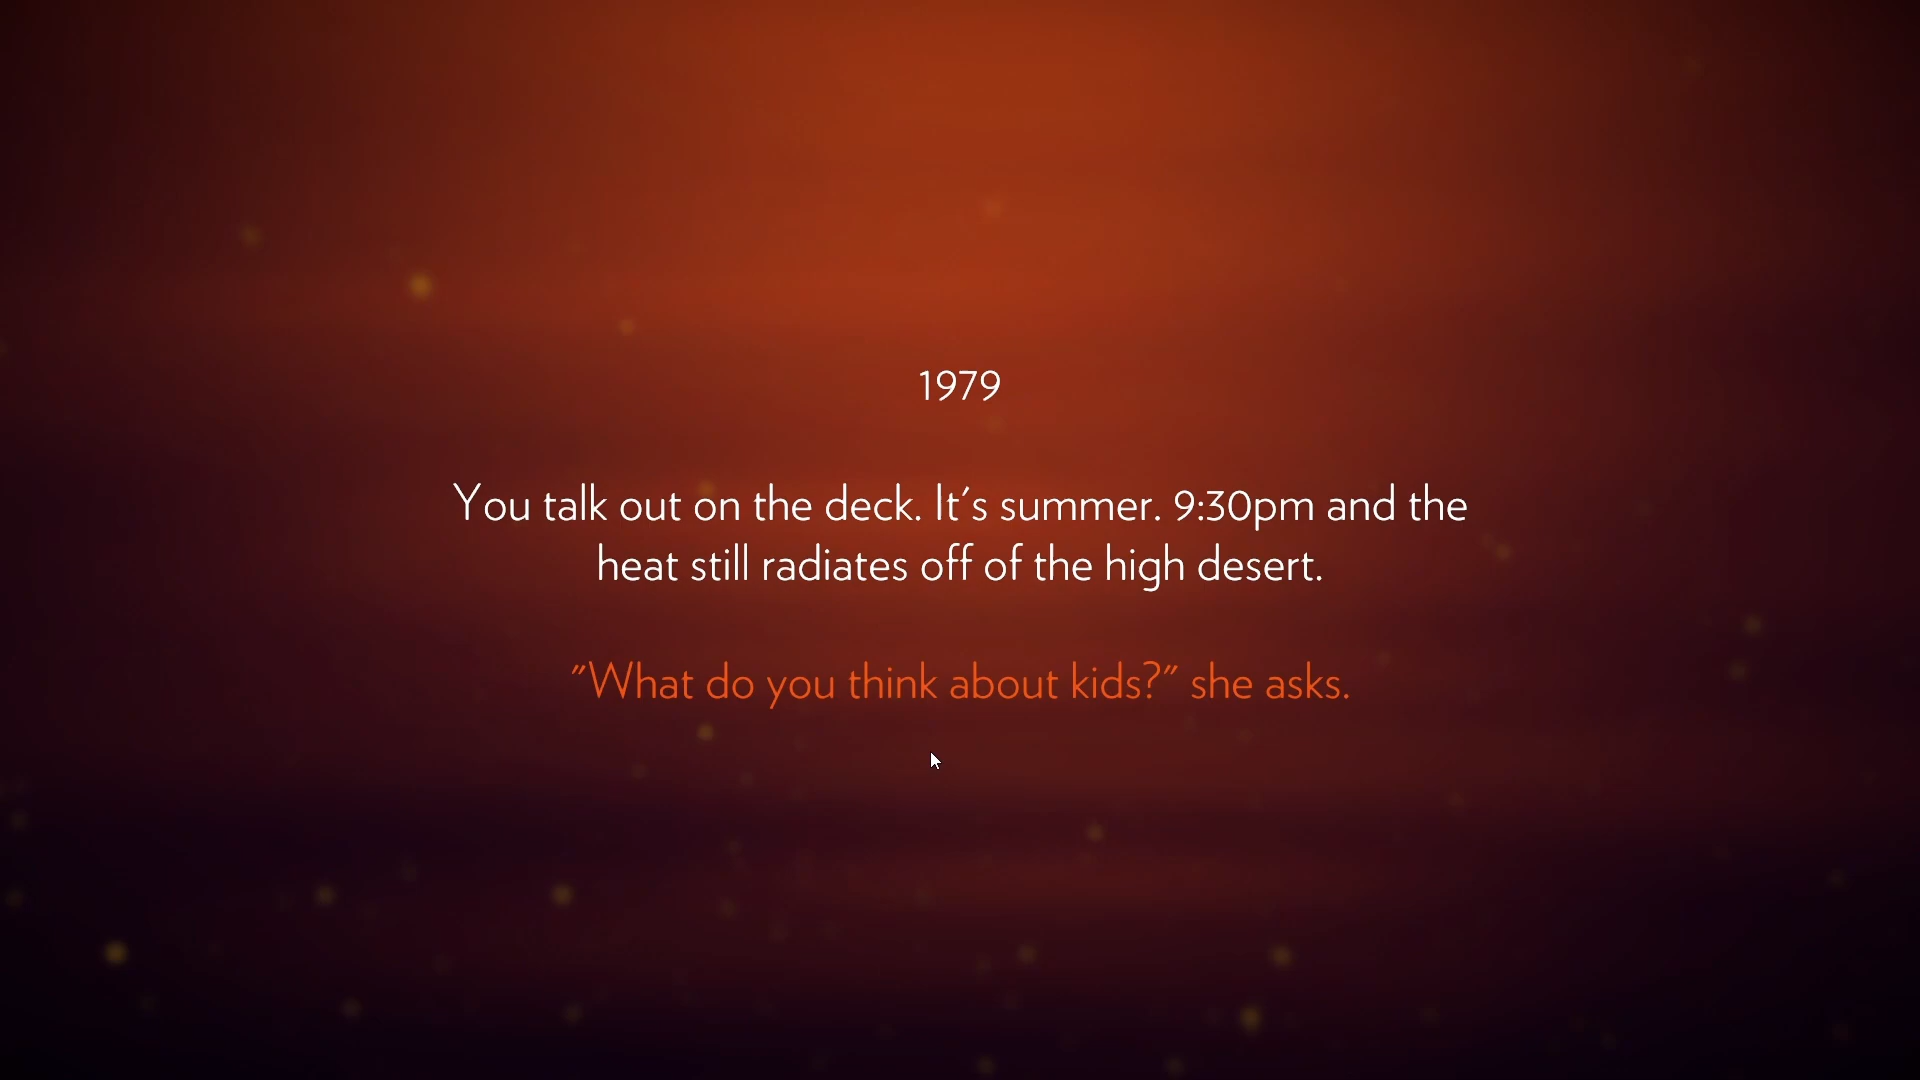 1979
You talk out on the deck. It's summer. 9:30pm and the
heat still radiates off of the high desert.
"What do you think about kids?" she asks.